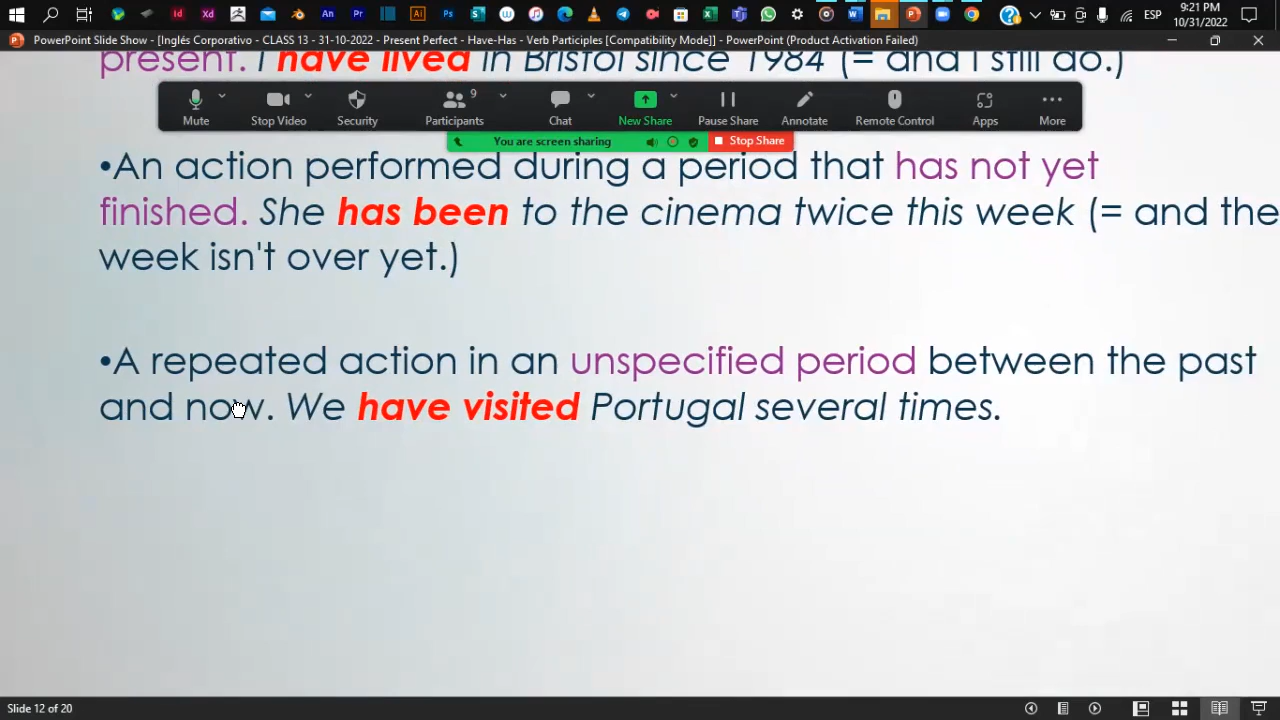 9:21 PM
ESP
10/31/2022
PowerPoint Slide Show - [Inglés Corporativo - CLASS 13 - 31-10-2022 - Present Perfect - Have-Has - Verb Participles [Compatibility Mode]] - PowerPoint (Product Activation Failed)
present. I have lived in Bristol since 1984 (= and I still do.)
9
Mute Stop Video Security Participants Chat New Share Pause Share Annotate Remote Control Apps More
You are screen sharing Stop Share
•An action performed during a period that has not yet
finished. She has been to the cinema twice this week (= and the
week isn't over yet.)
•A repeated action in an unspecified period between the past
and now. We have visited Portugal several times.
Slide 12 of 20